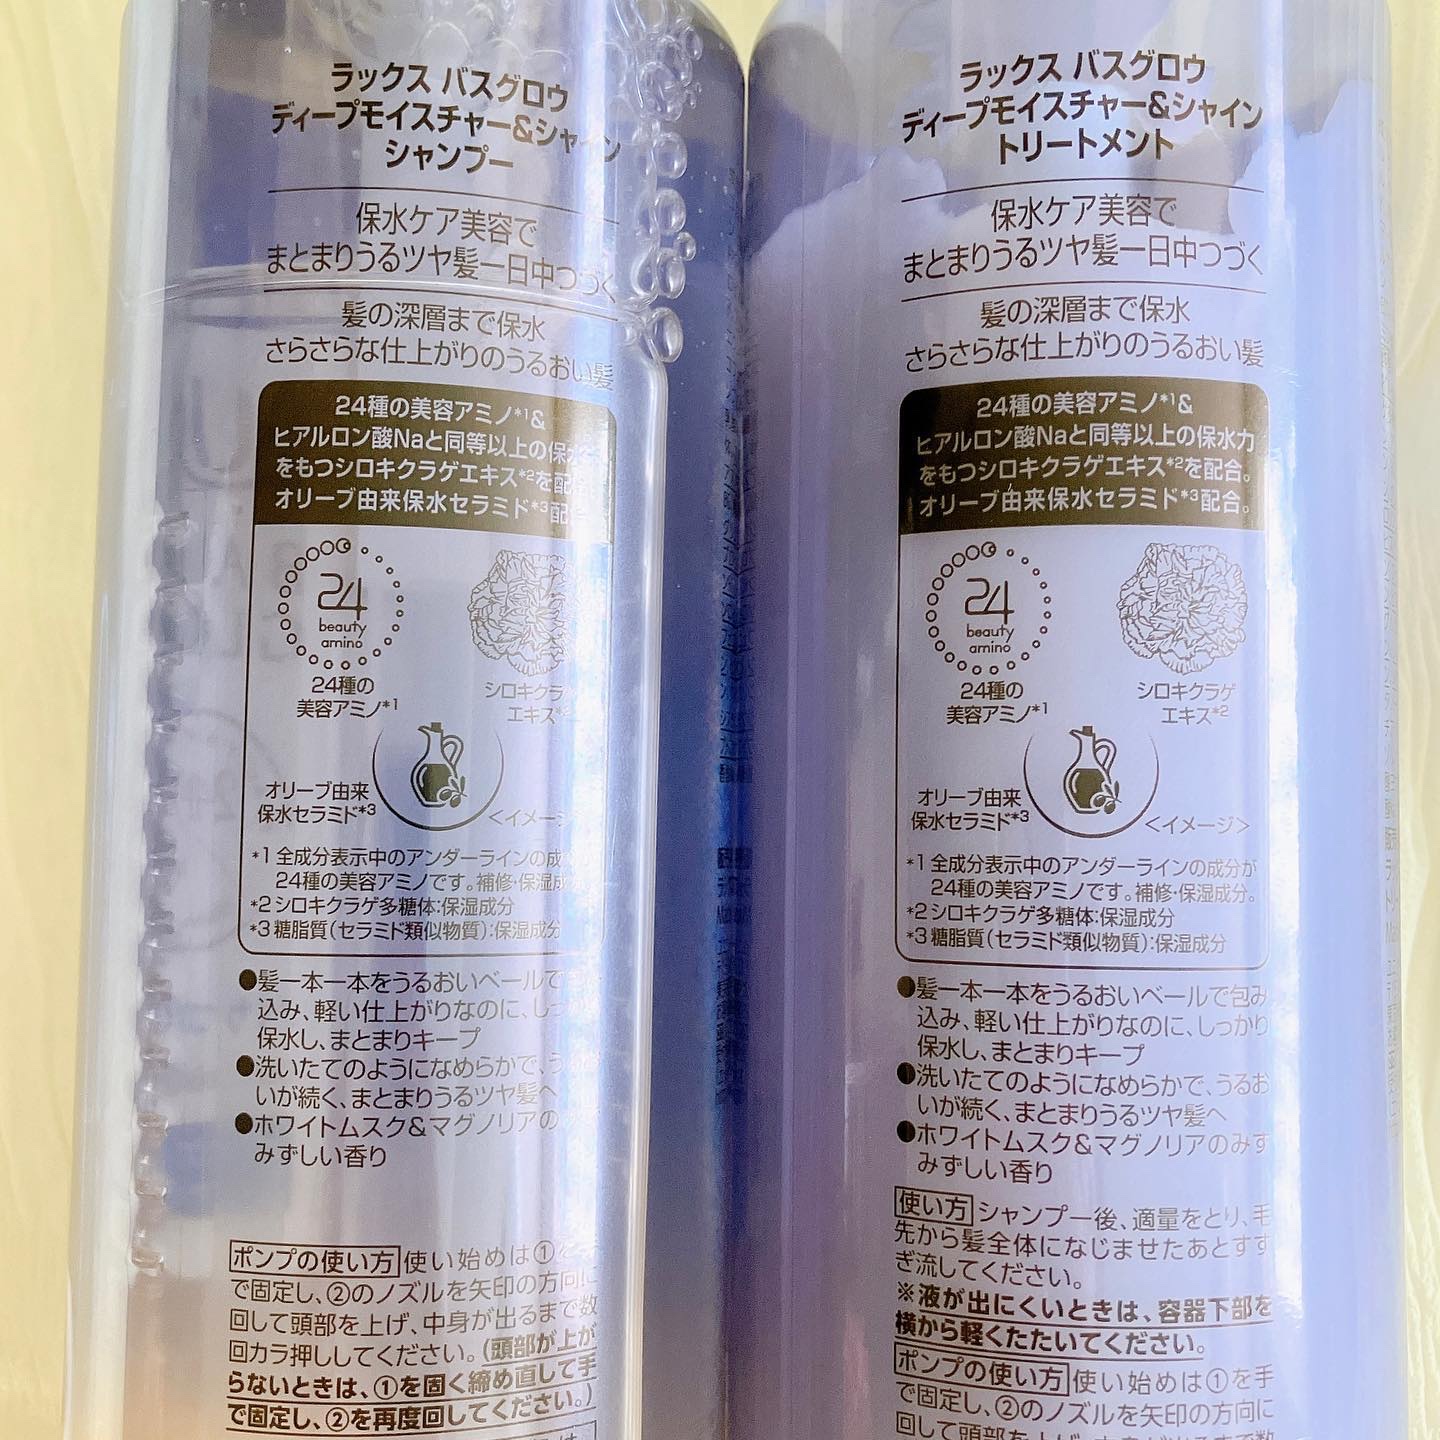 ラックス バスグロウ
ディープモイスチャー&シャイン
シャンプー
保水ケア美容で
まとまりうるツヤ髪一日中つづく
髪の深層まで保水
さらさらな仕上がりのうるおい髪
24種の美容アミノ*1&
ヒアルロン酸Naと同等以上の保水
をもつシロキクラゲエキス*2を配合
オリーブ由来保水セラミド*3配
24
beauty
amino
24種の
美容アミノ*1
シロキクラゲ
エキス*2
オリーブ由来
保水セラミド*3
<イメージ
*1 全成分表示中のアンダーラインの成
24種の美容アミノです。補修・保湿成
*2 シロキクラゲ多糖体:保湿成分
*3 糖脂質(セラミド類似物質):保湿成分
●髪一本一本をうるおいベールで
込み、軽い仕上がりなのに、しっ
保水し、まとまりキープ
●洗いたてのようになめらかで、うる
いが続く、まとまりうるツヤ髪へ
●ホワイトムスク&マグノリアの
みずしい香り
ポンプの使い方 使い始めは①を手
で固定し、②のノズルを矢印の方向に
回して頭部を上げ、中身が出るまで数
回カラ押ししてください。(頭部が上が
らないときは、①を固く締め直して手
で固定し、②を再度回してください。)
ラックス バスグロウ
ディープモイスチャー&シャイン
トリートメント
保水ケア美容で
まとまりうるツヤ髪一日中つづく
髪の深層まで保水
さらさらな仕上がりのうるおい髪
24種の美容アミノ*1&
ヒアルロン酸Naと同等以上の保水力
をもつシロキクラゲエキス*2を配合。
オリーブ由来保水セラミド*3配合。
24
beauty
amino
24種の
美容アミノ*1
シロキクラゲ
エキス*2
オリーブ由来
保水セラミド*3
<イメージ>
*1 全成分表示中のアンダーラインの成分が
24種の美容アミノです。補修・保湿成分。
*2 シロキクラゲ多糖体:保湿成分
*3 糖脂質(セラミド類似物質):保湿成分
●髪一本一本をうるおいベールで包み
込み、軽い仕上がりなのに、しっかり
保水し、まとまりキープ
●洗いたてのようになめらかで、うるお
いが続く、まとまりうるツヤ髪へ
●ホワイトムスク&マグノリアのみず
みずしい香り
使い方 シャンプー後、適量をとり、毛
先から髪全体になじませたあとすす
ぎ流してください。
※液が出にくいときは、容器下部を
横から軽くたたいてください。
ポンプの使い方 使い始めは①を手
で固定し、②のノズルを矢印の方向に
回して頭部を上げ、中身が出るまで数